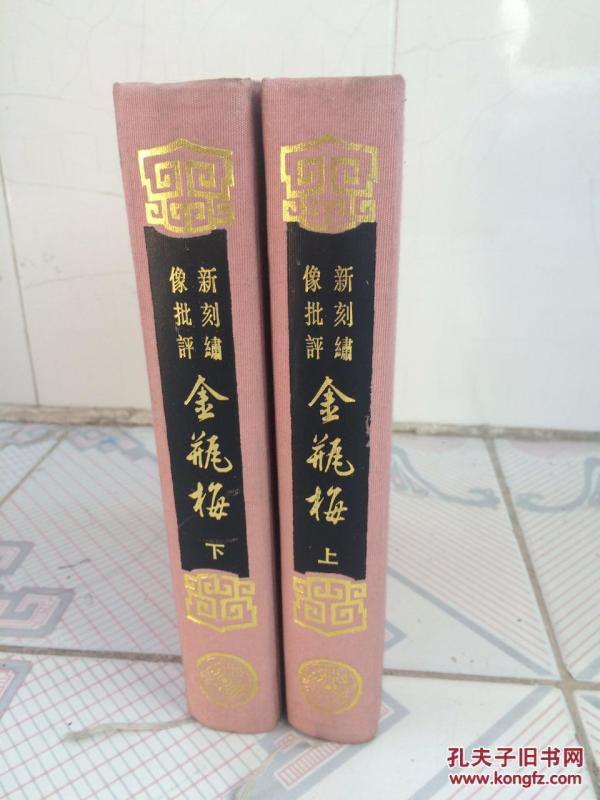 新刻繡
像批評
金瓶梅
下
新刻繡
像批評
金瓶梅
上
孔夫子旧书网
www.kongfz.com